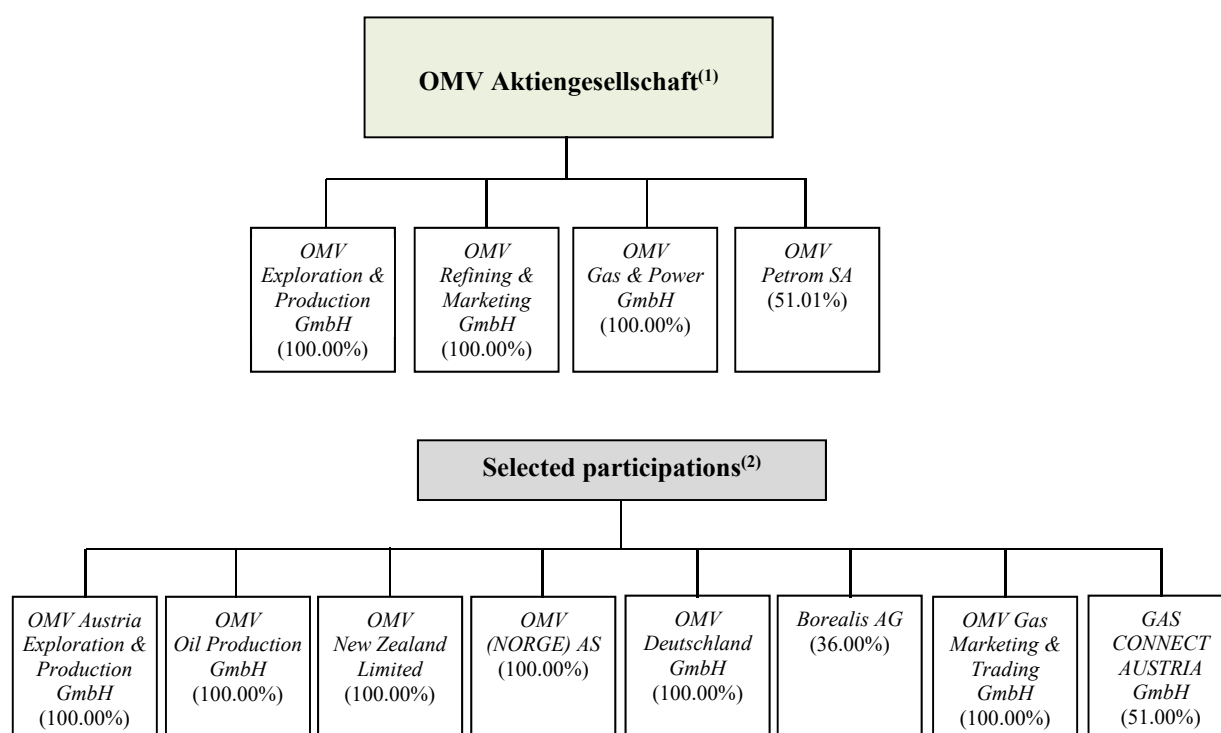 OMV Aktiengesellschaft(1)
OMV
Exploration &
Production
GmbH
(100.00%)
OMV
Refining &
Marketing
GmbH
(100.00%)
OMV
Gas & Power
GmbH
(100.00%)
OMV
Petrom SA
(51.01%)
Selected participations(2)
OMV Austria
Exploration &
Production
GmbH
(100.00%)
OMV
Oil Production
GmbH
(100.00%)
OMV
New Zealand
Limited
(100.00%)
OMV
(NORGE) AS
(100.00%)
OMV
Deutschland
GmbH
(100.00%)
Borealis AG
(36.00%)
OMV Gas
Marketing &
Trading
GmbH
(100.00%)
GAS
CONNECT
AUSTRIA
GmbH
(51.00%)